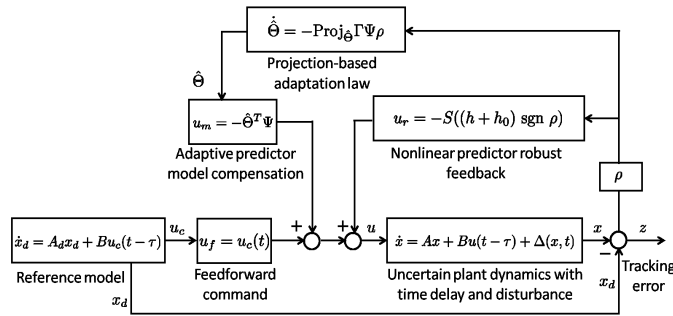 $\dot{\hat{\Theta}} = -\mathrm{Proj}_{\hat{\Theta}} \Gamma \Psi \rho$
Projection-based
adaptation law
$\hat{\Theta}$
$u_m = -\hat{\Theta}^T \Psi$
Adaptive predictor
model compensation
$u_r = -S((h + h_0)\ \mathrm{sgn}\ \rho)$
Nonlinear predictor robust
feedback
$\rho$
$\dot{x}_d = A_d x_d + B u_c(t - \tau)$
Reference model
$u_c$
$u_f = u_c(t)$
Feedforward
command
+
+
$u$
$\dot{x} = Ax + Bu(t - \tau) + \Delta(x, t)$
Uncertain plant dynamics with
time delay and disturbance
$x$
$z$
−
$x_d$
Tracking
error
$x_d$